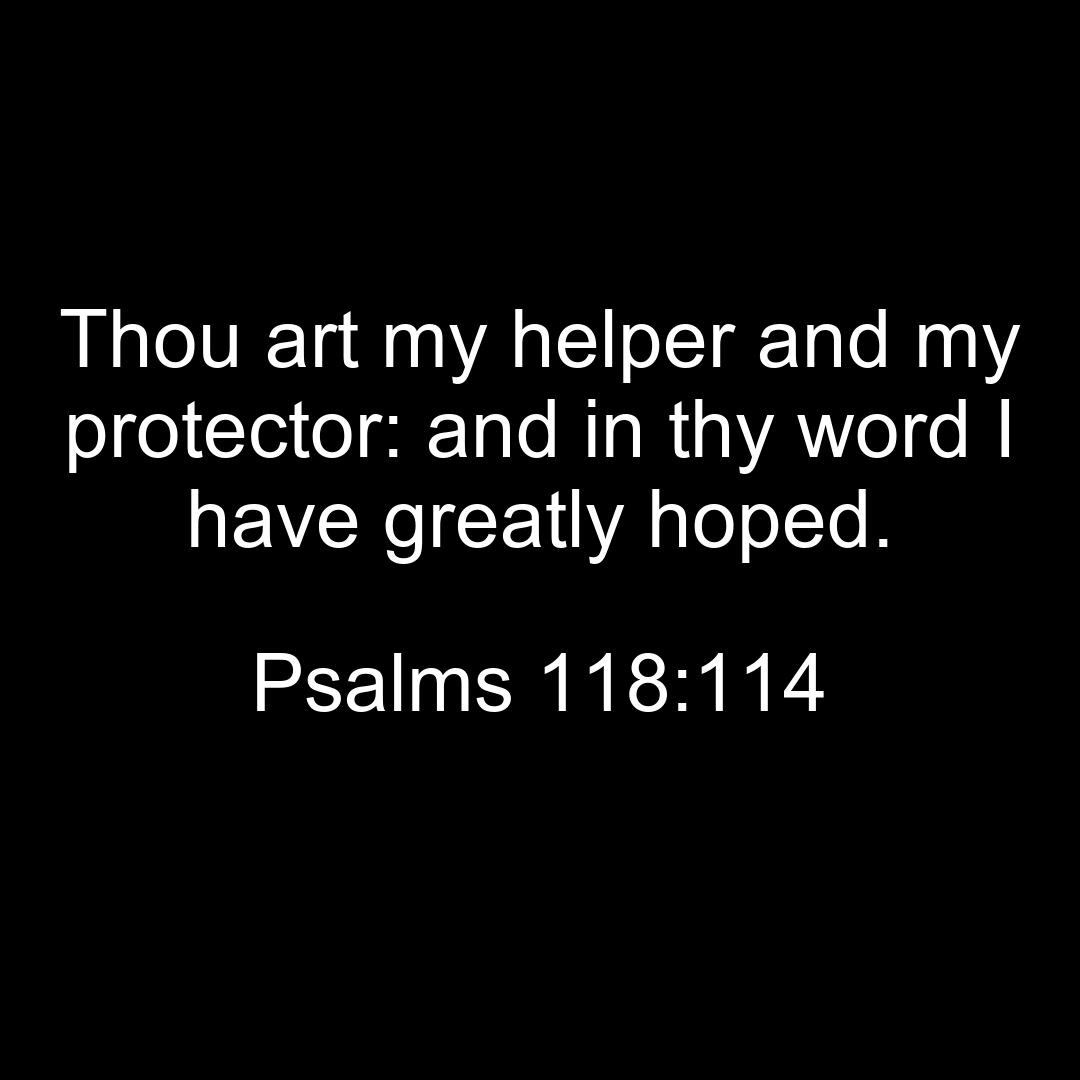 Thou art my helper and my
protector: and in thy word I
have greatly hoped.
Psalms 118:114